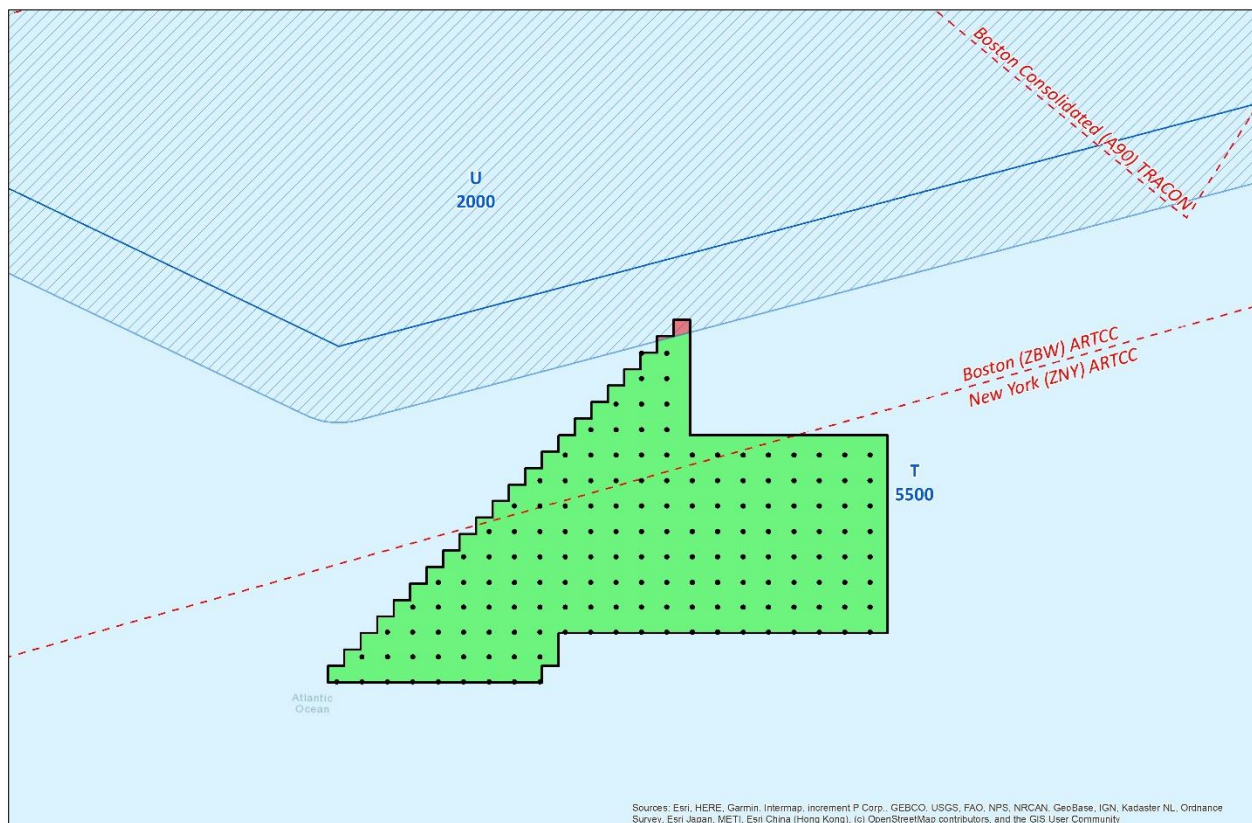 Boston Consolidated (A90) TRACON
U
2000
Boston (ZBW) ARTCC
New York (ZNY) ARTCC
T
5500
Atlantic
Ocean
Sources: Esri, HERE, Garmin, Intermap, increment P Corp., GEBCO, USGS, FAO, NPS, NRCAN, GeoBase, IGN, Kadaster NL, Ordnance
Survey, Esri Japan, METI, Esri China (Hong Kong), (c) OpenStreetMap contributors, and the GIS User Community